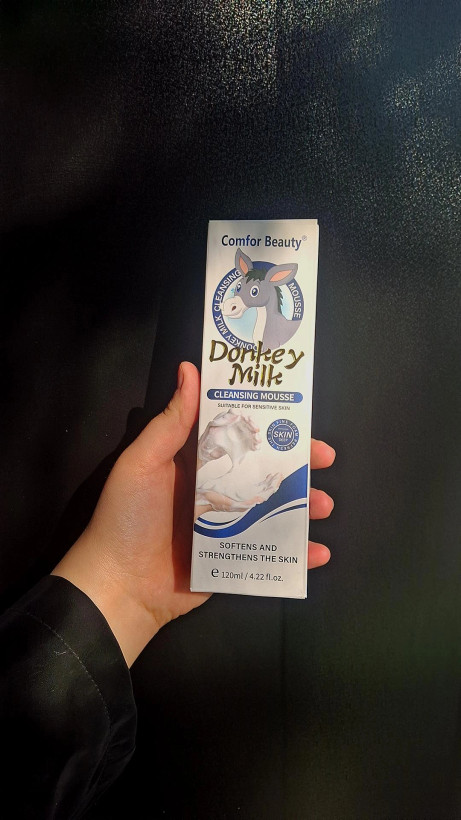 Comfor Beauty®
DONKEY MILK CLEANSING MOUSSE
Donkey
Milk
CLEANSING MOUSSE
SUITABLE FOR SENSITIVE SKIN
SKIN
SOFTENS AND
STRENGTHENS THE SKIN
℮ 120ml / 4.22 fl.oz.